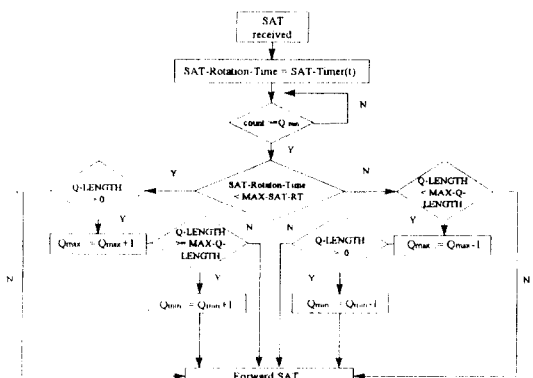 SAT
received
SAT-Rotation-Time = SAT-Timer(t)
N
count >=Q min
Y
Y
SAT-Rotation-Time
< MAX-SAT-RT
N
Q-LENGTH
>0
Q-LENGTH
< MAX-Q-
LENGTH
Y
Q-LENGTH
>= MAX-Q-
LENGTH
N
N
Q-LENGTH
> 0
Y
Qmax = Qmax+1
Qmax = Qmax-1
N
Y
Y
N
Qmin = Qmin+1
Qmin = Qmin-1
Forward SAT